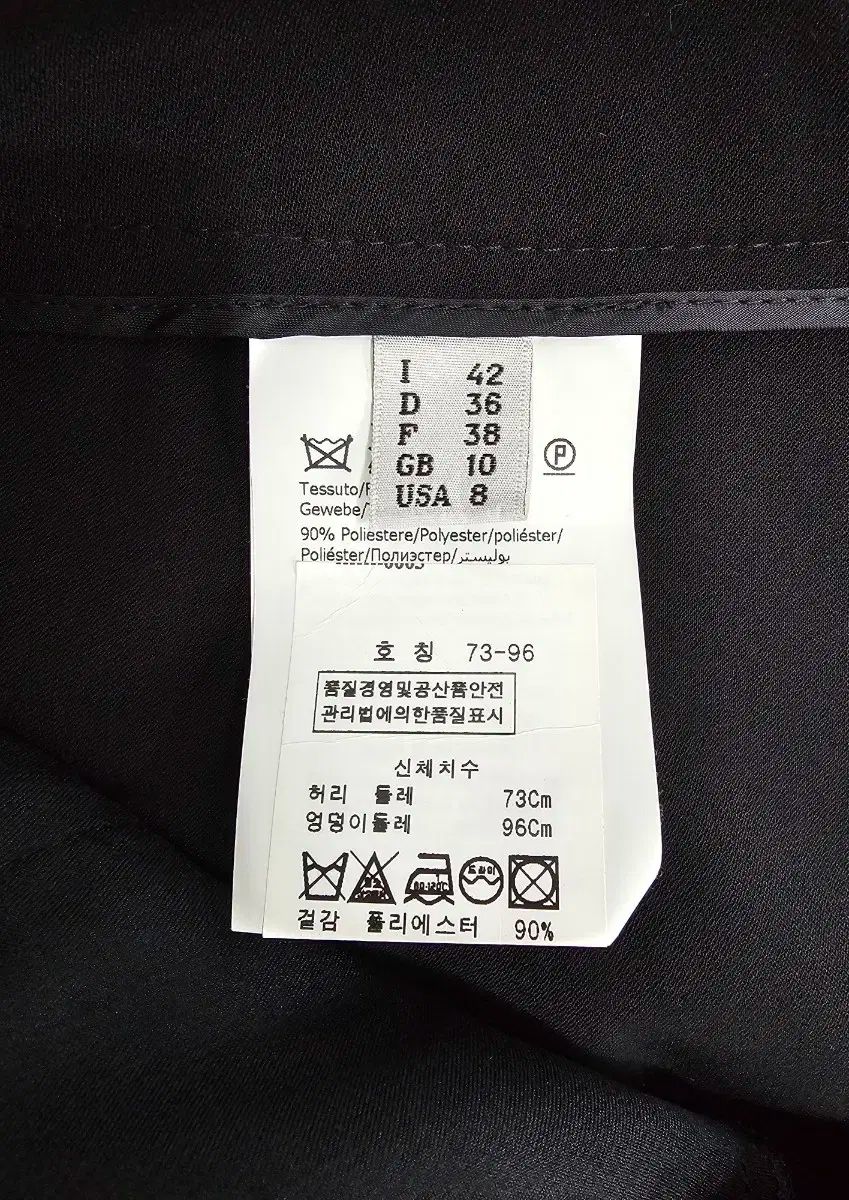 I 42
D 36
F 38
GB 10
USA 8
P
Tessuto/
Gewebe/
90% Poliestere/Polyester/poliéster/
Poliéster/Полиэстер/بوليستر
호 칭 73-96
품질경영및공산품안전
관리법에의한품질표시
신체치수
허리 둘레 73Cm
엉덩이둘레 96Cm
드라이
겉감 폴리에스터 90%